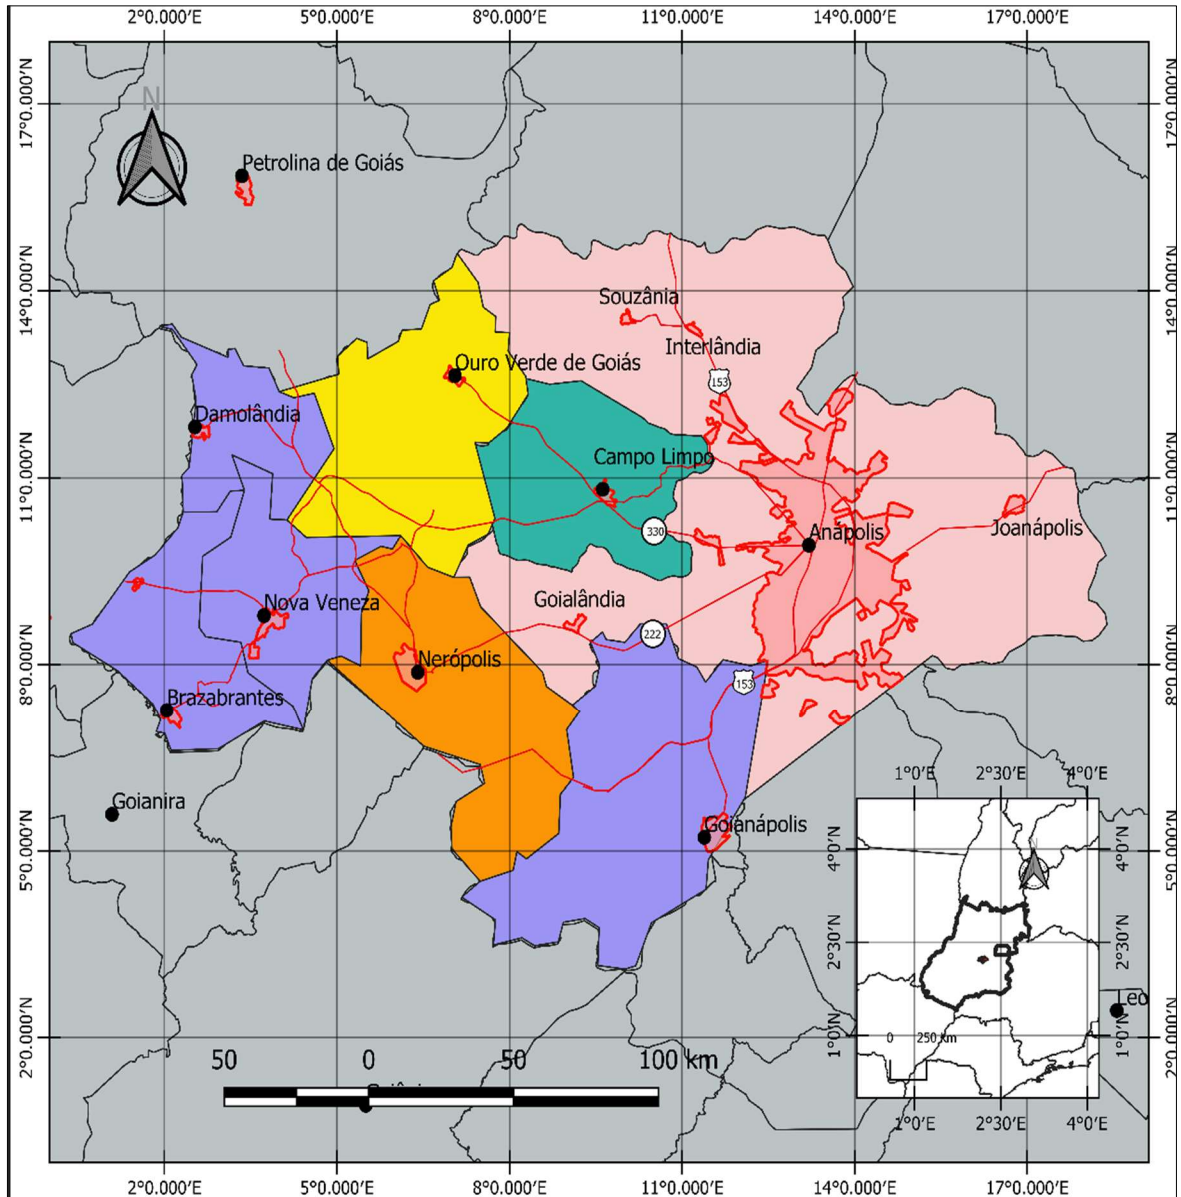 2°0.000′E 5°0.000′E 8°0.000′E 11°0.000′E 14°0.000′E 17°0.000′E
17°0.000′N 17°0.000′N
N
Petrolina de Goiás
14°0.000′N 14°0.000′N
Souzânia
Interlândia
153
Ouro Verde de Goiás
Damolândia
Campo Limpo
11°0.000′N 11°0.000′N
330
Anápolis
Joanápolis
Goialândia
Nova Veneza
222
Nerópolis
8°0.000′N 8°0.000′N
153
Brazabrantes
Goianira
Goianápolis
5°0.000′N 5°0.000′N
1°0′E 2°30′E 4°0′E
4°0′N 4°0′N
N
2°30′N 2°30′N
Leo
1°0′N 1°0′N
0 250 km
2°0.000′N 2°0.000′N
50 0 50 100 km
1°0′E 2°30′E 4°0′E
2°0.000′E 5°0.000′E 8°0.000′E 11°0.000′E 14°0.000′E 17°0.000′E